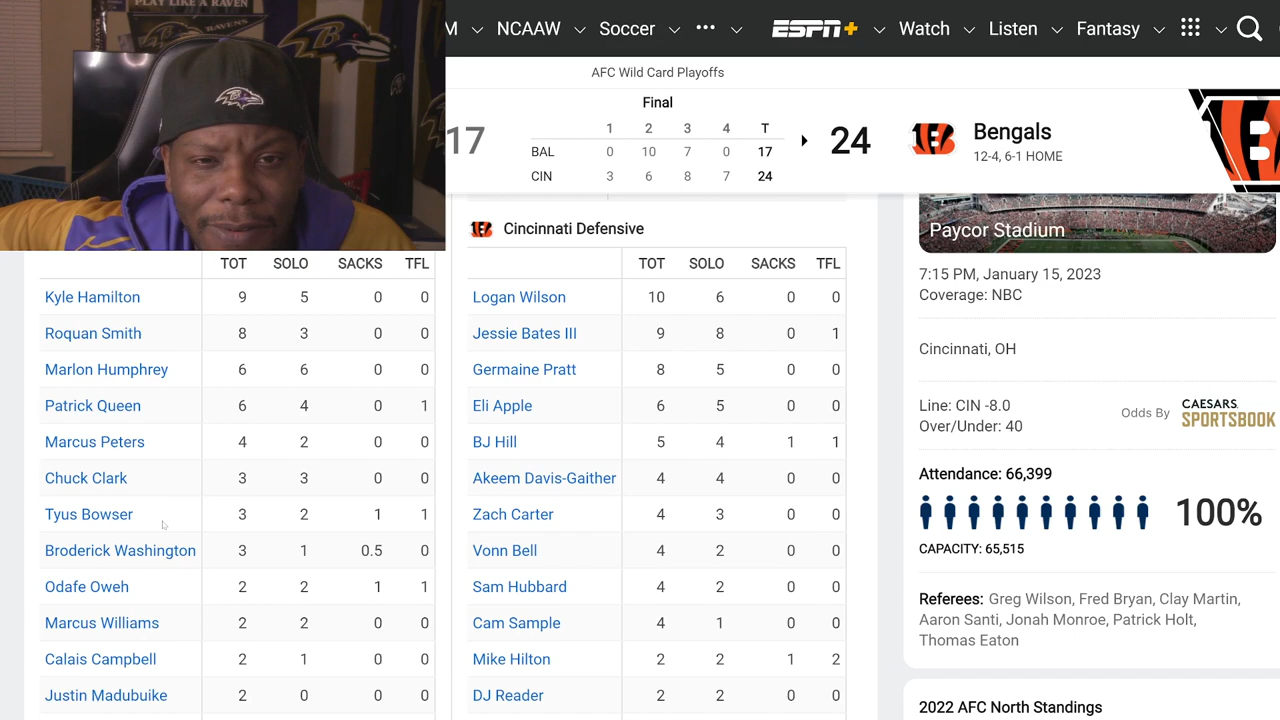 PLAY LIKE A RAVEN
M NCAAW Soccer ••• ESPN+ Watch Listen Fantasy
AFC Wild Card Playoffs
Final
1 2 3 4 T
BAL 0 10 7 0 17
CIN 3 6 8 7 24
17
24
Bengals
12-4, 6-1 HOME
TOT SOLO SACKS TFL
Kyle Hamilton 9 5 0 0
Roquan Smith 8 3 0 0
Marlon Humphrey 6 6 0 0
Patrick Queen 6 4 0 1
Marcus Peters 4 2 0 0
Chuck Clark 3 3 0 0
Tyus Bowser 3 2 1 1
Broderick Washington 3 1 0.5 0
Odafe Oweh 2 2 1 1
Marcus Williams 2 2 0 0
Calais Campbell 2 1 0 0
Justin Madubuike 2 0 0 0
Cincinnati Defensive
TOT SOLO SACKS TFL
Logan Wilson 10 6 0 0
Jessie Bates III 9 8 0 1
Germaine Pratt 8 5 0 0
Eli Apple 6 5 0 0
BJ Hill 5 4 1 1
Akeem Davis-Gaither 4 4 0 0
Zach Carter 4 3 0 0
Vonn Bell 4 2 0 0
Sam Hubbard 4 2 0 0
Cam Sample 4 1 0 0
Mike Hilton 2 2 1 2
DJ Reader 2 2 0 0
Paycor Stadium
7:15 PM, January 15, 2023
Coverage: NBC
Cincinnati, OH
Line: CIN -8.0
Over/Under: 40
Odds By CAESARS SPORTSBOOK
Attendance: 66,399
100%
CAPACITY: 65,515
Referees: Greg Wilson, Fred Bryan, Clay Martin,
Aaron Santi, Jonah Monroe, Patrick Holt,
Thomas Eaton
2022 AFC North Standings